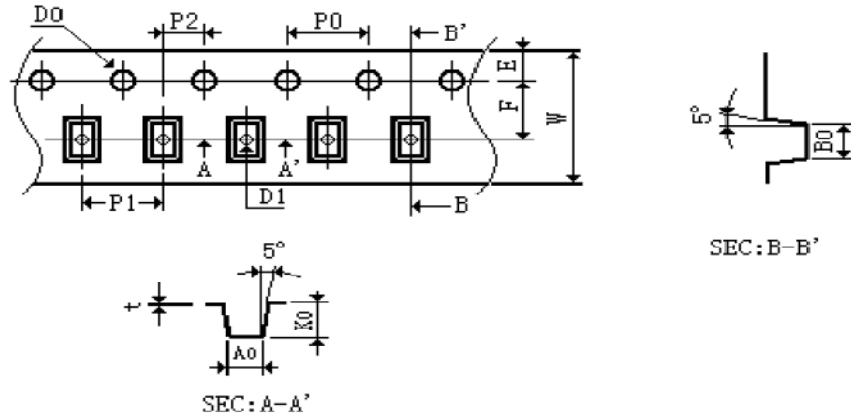 D0
P2
P0
B'
E
F
W
A
A'
P1
D1
B
5°
B0
SEC:B-B'
5°
t
K0
A0
SEC:A-A'